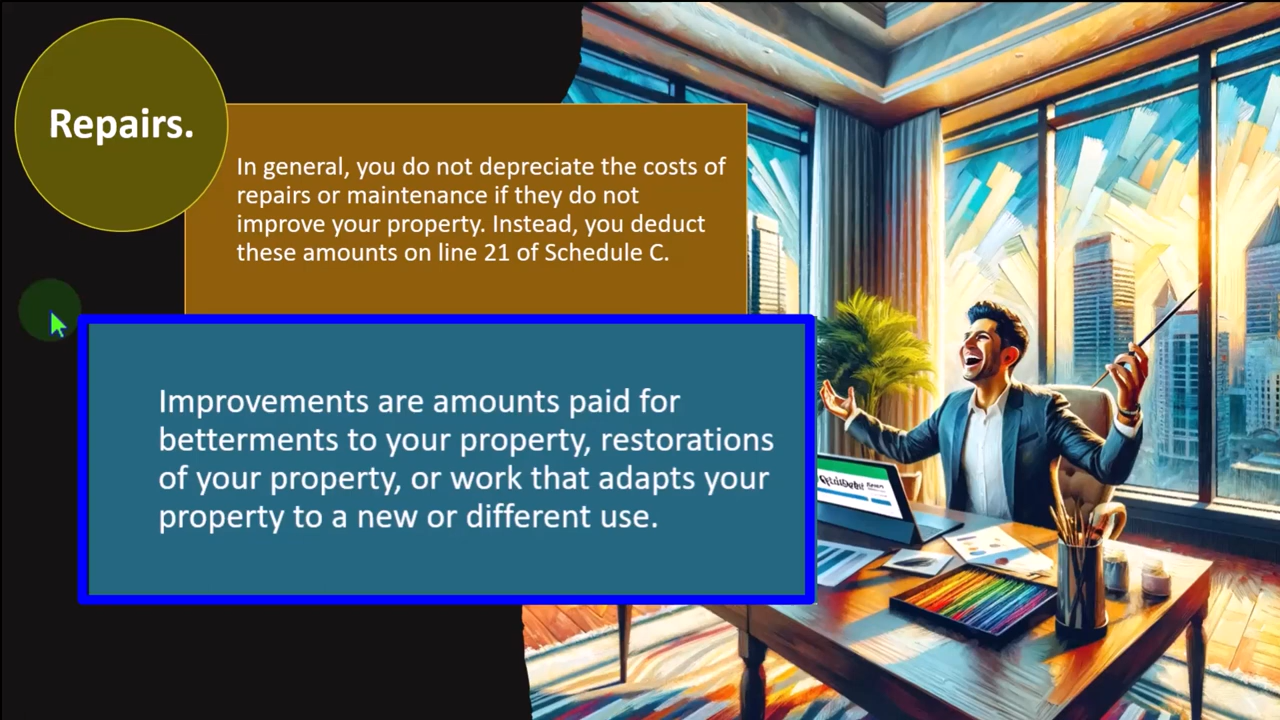 Repairs.
In general, you do not depreciate the costs of
repairs or maintenance if they do not
improve your property. Instead, you deduct
these amounts on line 21 of Schedule C.
Improvements are amounts paid for
betterments to your property, restorations
of your property, or work that adapts your
property to a new or different use.